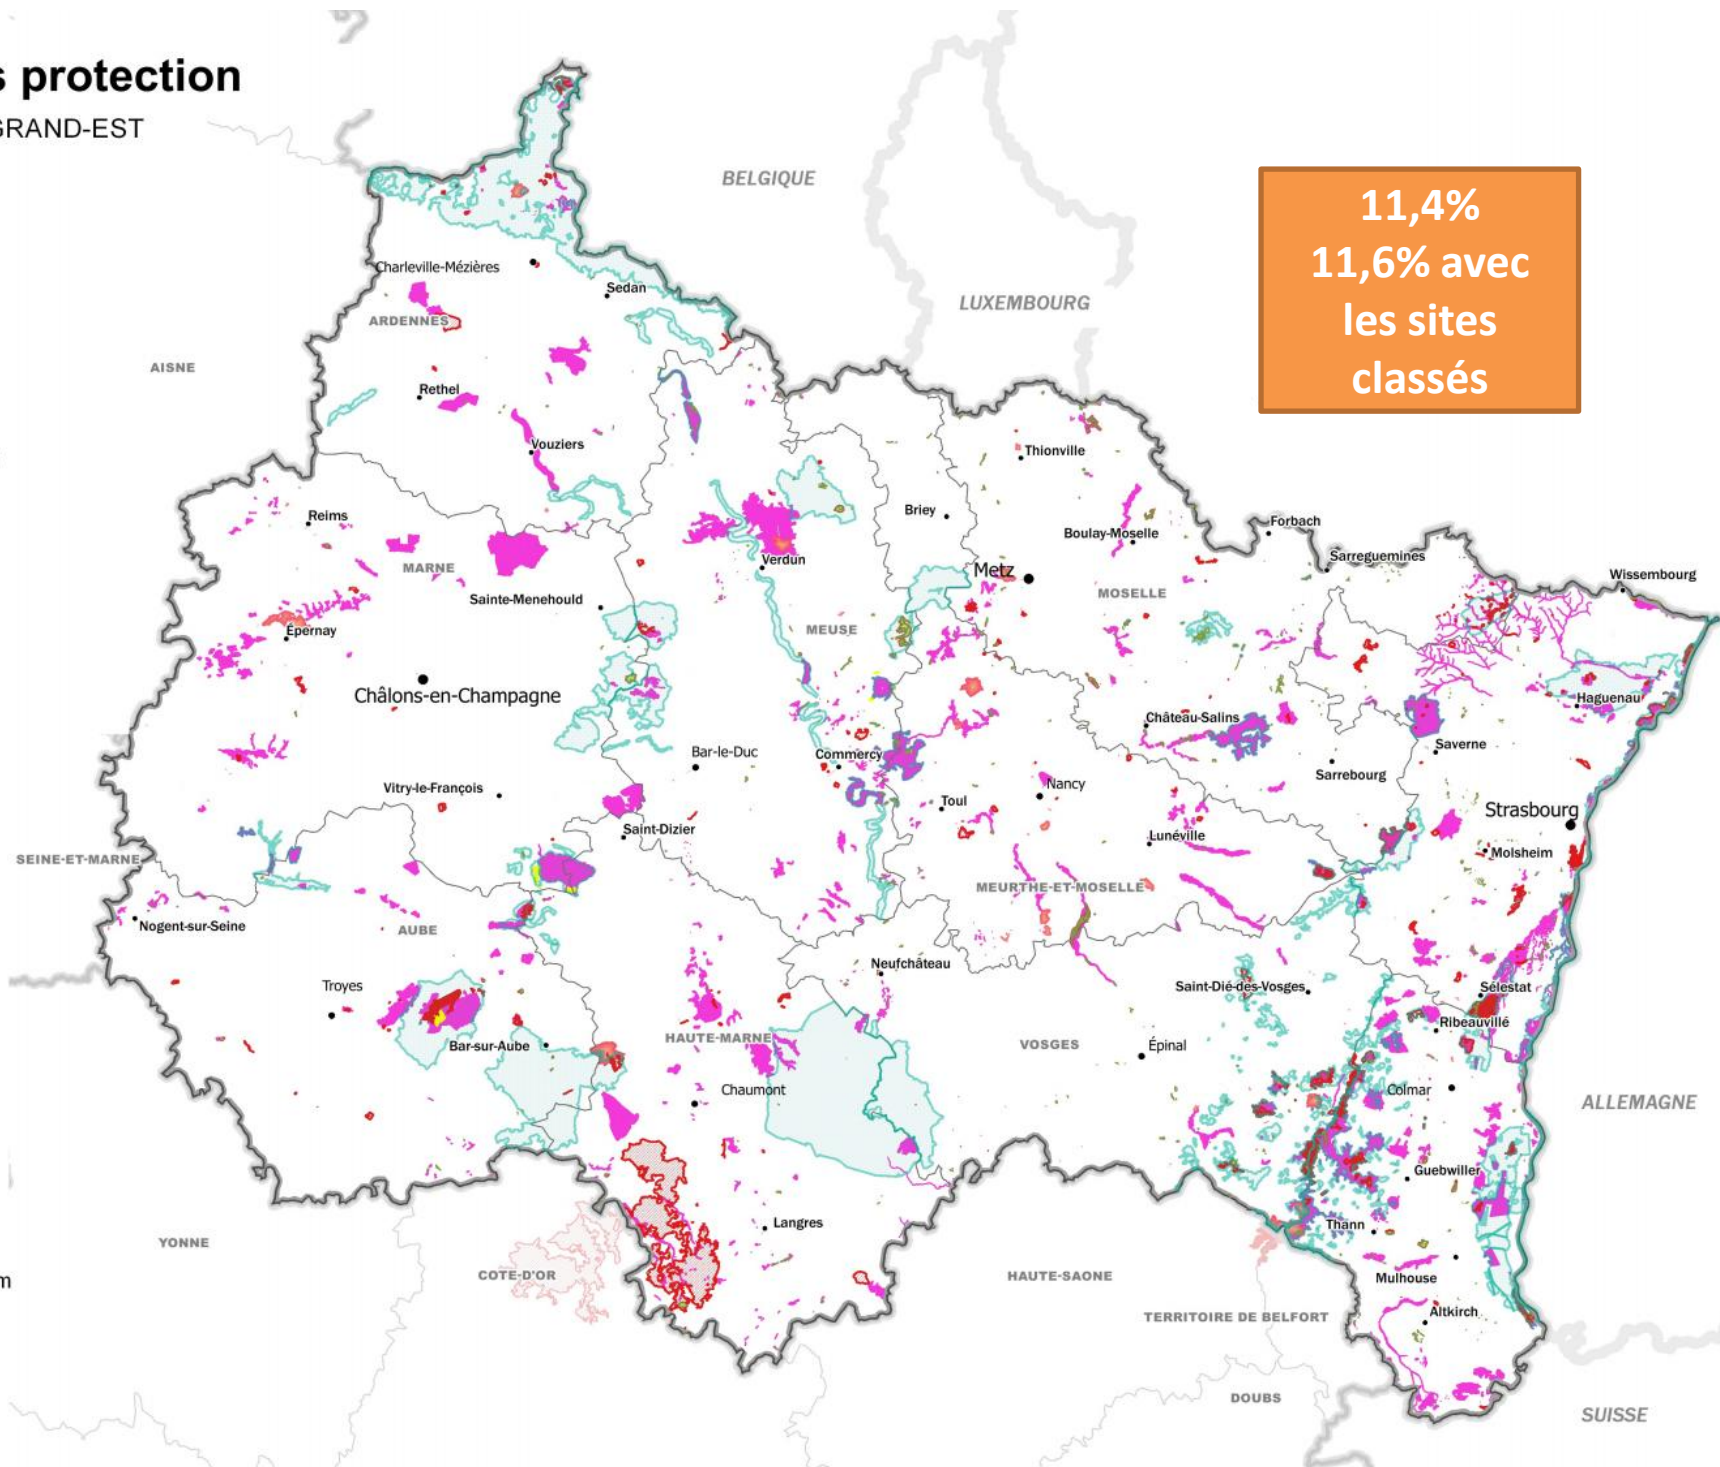 s protection
GRAND-EST
BELGIQUE
11,4%
11,6% avec
les sites
classés
Charleville-Mézières
Sedan
LUXEMBOURG
ARDENNES
AISNE
Rethel
Vouziers
Thionville
Reims
Briey
Forbach
Boulay-Moselle
Sarreguemines
MARNE
Verdun
Metz
Wissembourg
MOSELLE
Sainte-Menehould
Épernay
MEUSE
Châlons-en-Champagne
Haguenau
Château-Salins
Bar-le-Duc
Commercy
Saverne
Sarrebourg
Vitry-le-François
Nancy
Toul
Strasbourg
Saint-Dizier
Lunéville
SEINE-ET-MARNE
Molsheim
MEURTHE-ET-MOSELLE
Nogent-sur-Seine
AUBE
Neufchâteau
Troyes
Saint-Dié-des-Vosges
Sélestat
Ribeauvillé
Bar-sur-Aube
HAUTE-MARNE
VOSGES
Épinal
Chaumont
Colmar
ALLEMAGNE
Guebwiller
Langres
Thann
YONNE
COTE-D'OR
HAUTE-SAONE
m
Mulhouse
TERRITOIRE DE BELFORT
Altkirch
DOUBS
SUISSE